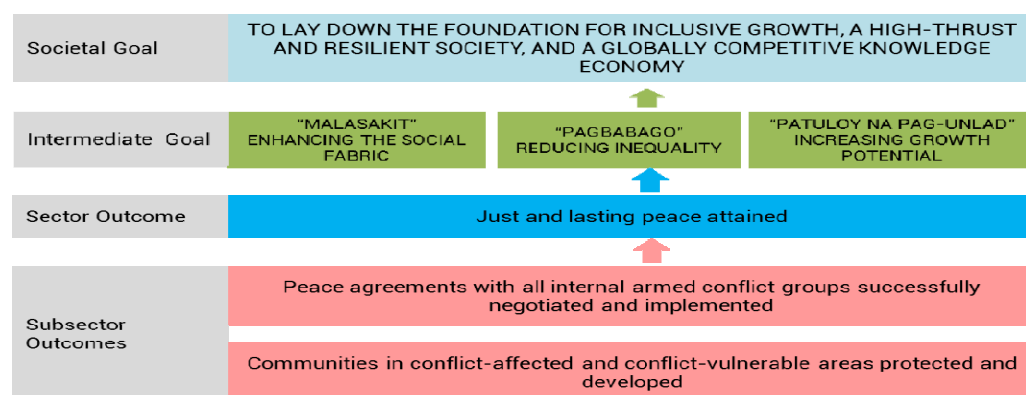 Societal Goal
TO LAY DOWN THE FOUNDATION FOR INCLUSIVE GROWTH, A HIGH-THRUST
AND RESILIENT SOCIETY, AND A GLOBALLY COMPETITIVE KNOWLEDGE
ECONOMY
Intermediate Goal
"MALASAKIT"
ENHANCING THE SOCIAL
FABRIC
"PAGBABAGO"
REDUCING INEQUALITY
"PATULOY NA PAG-UNLAD"
INCREASING GROWTH
POTENTIAL
Sector Outcome
Just and lasting peace attained
Subsector
Outcomes
Peace agreements with all internal armed conflict groups successfully
negotiated and implemented
Communities in conflict-affected and conflict-vulnerable areas protected and
developed